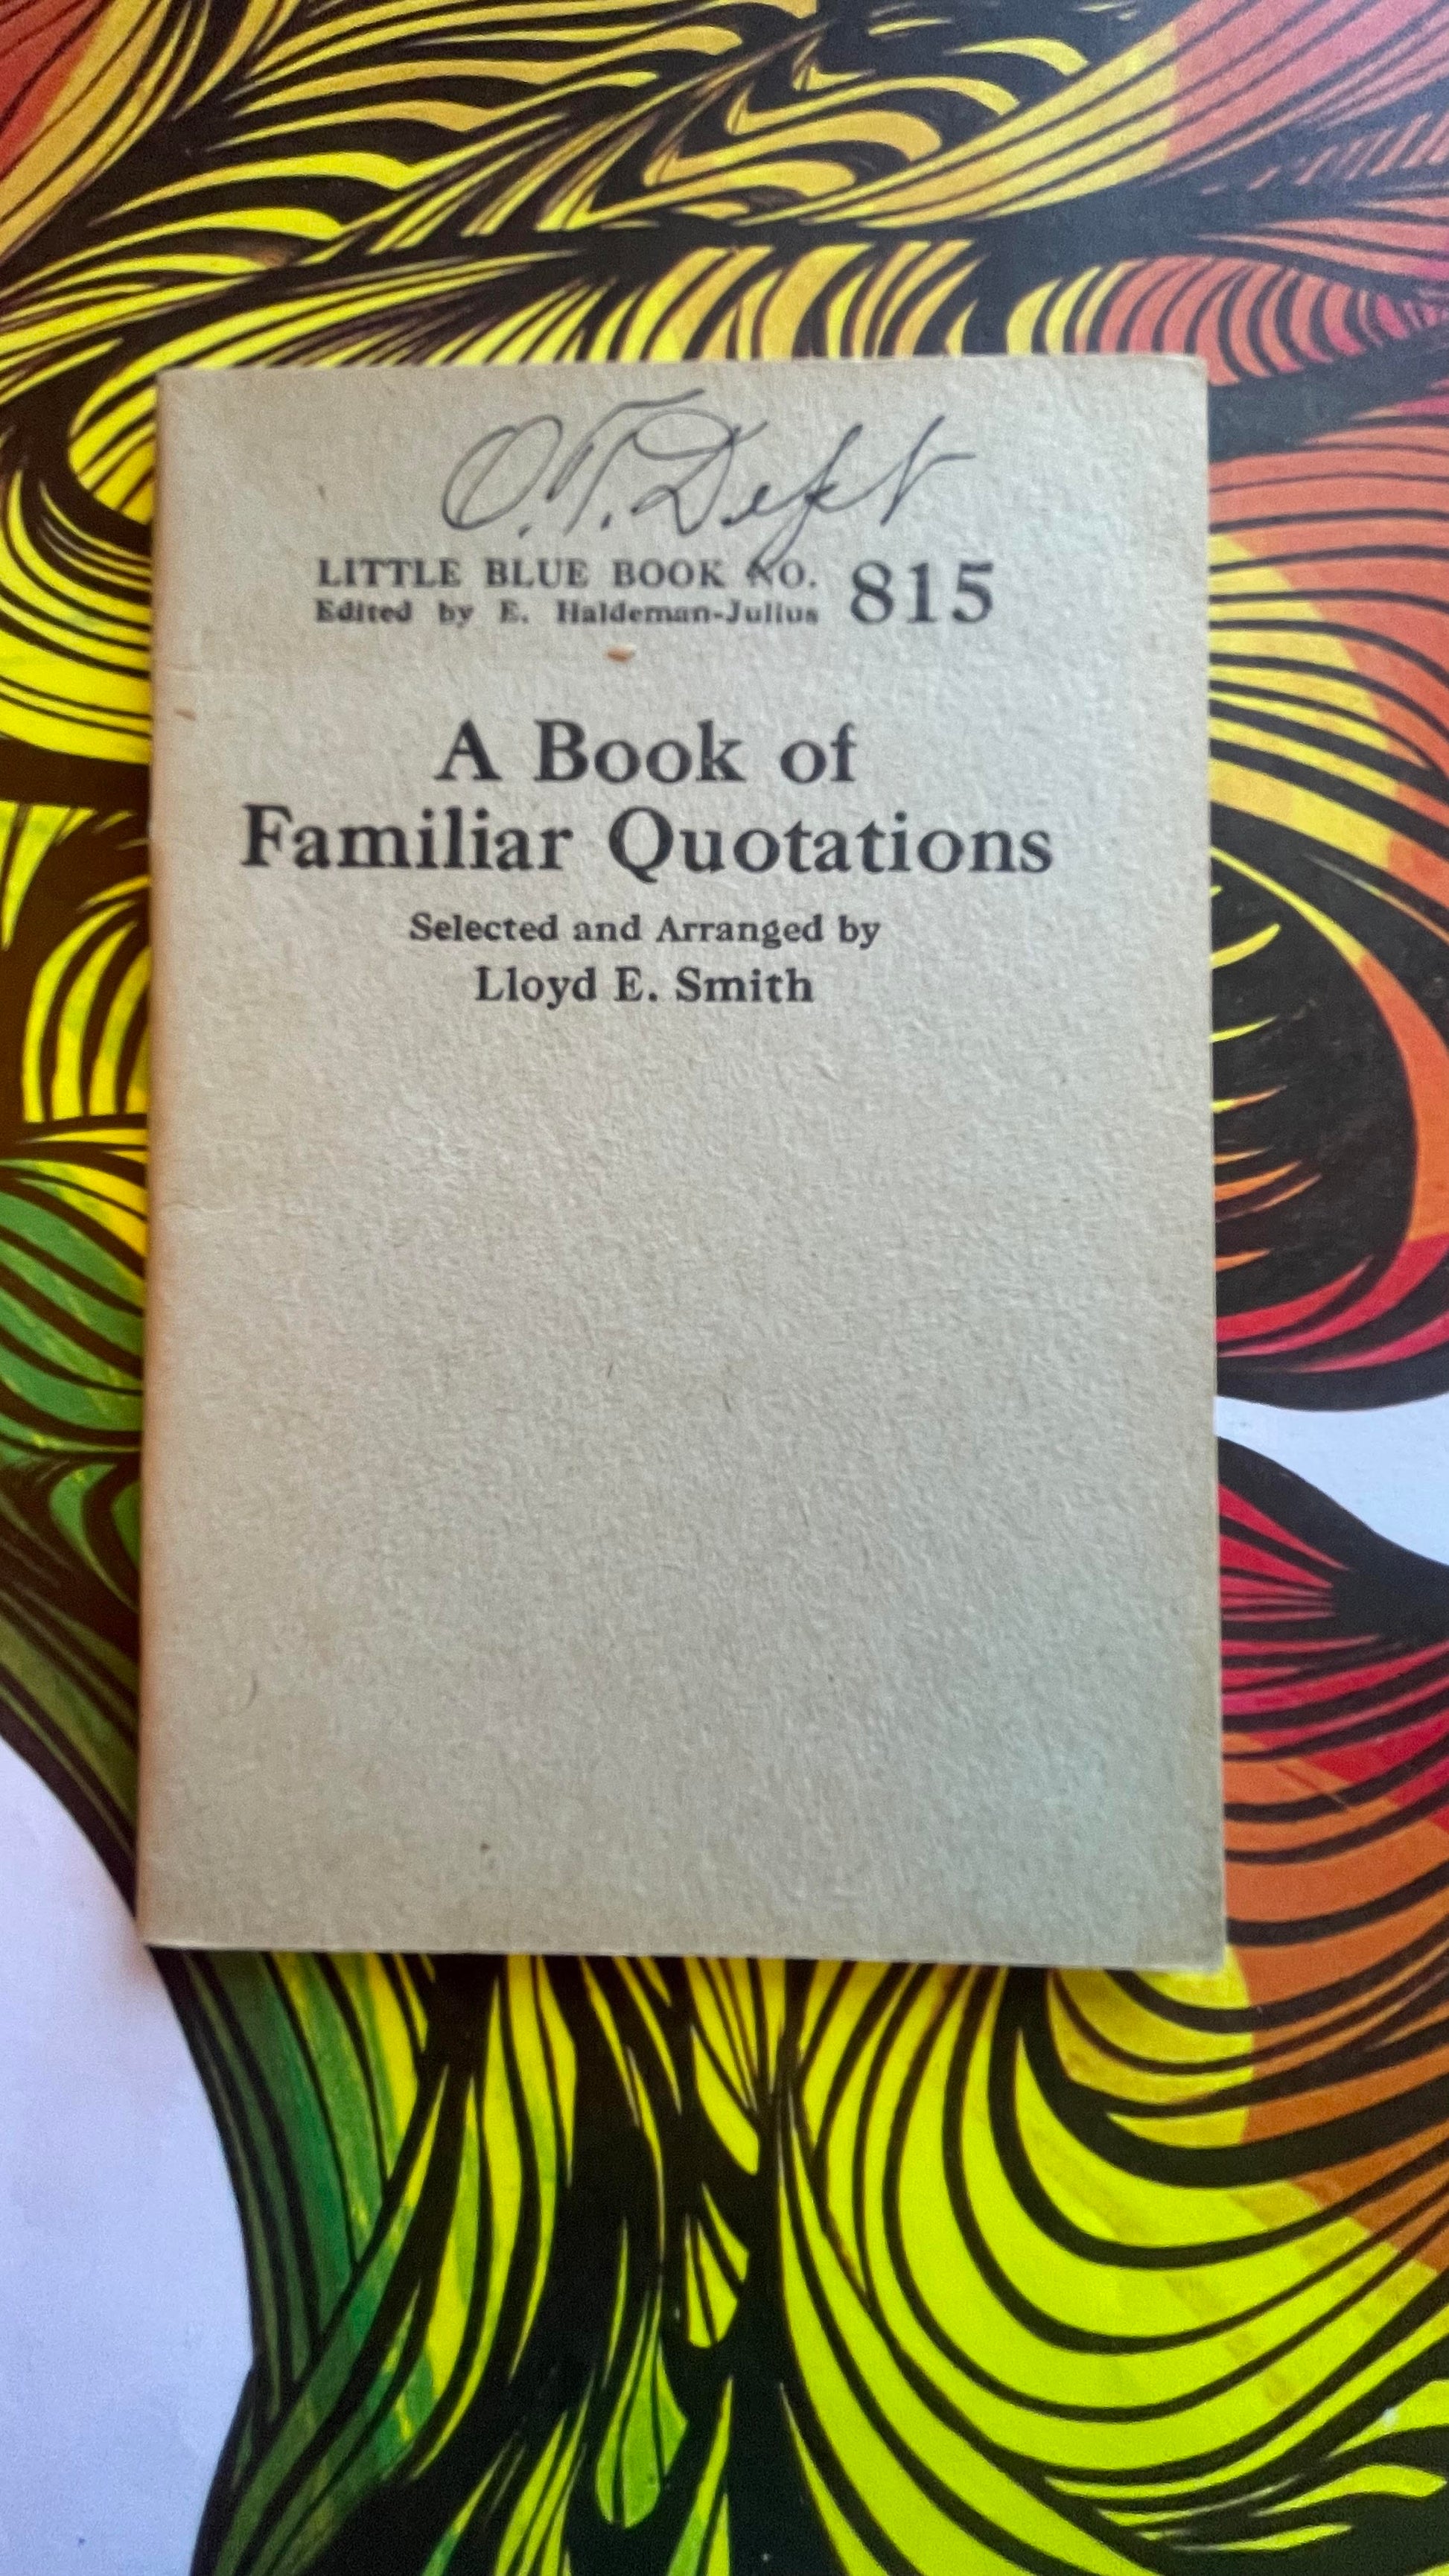 O.T. Dept
LITTLE BLUE BOOK NO. 815
Edited by E. Haldeman-Julius
A Book of
Familiar Quotations
Selected and Arranged by
Lloyd E. Smith